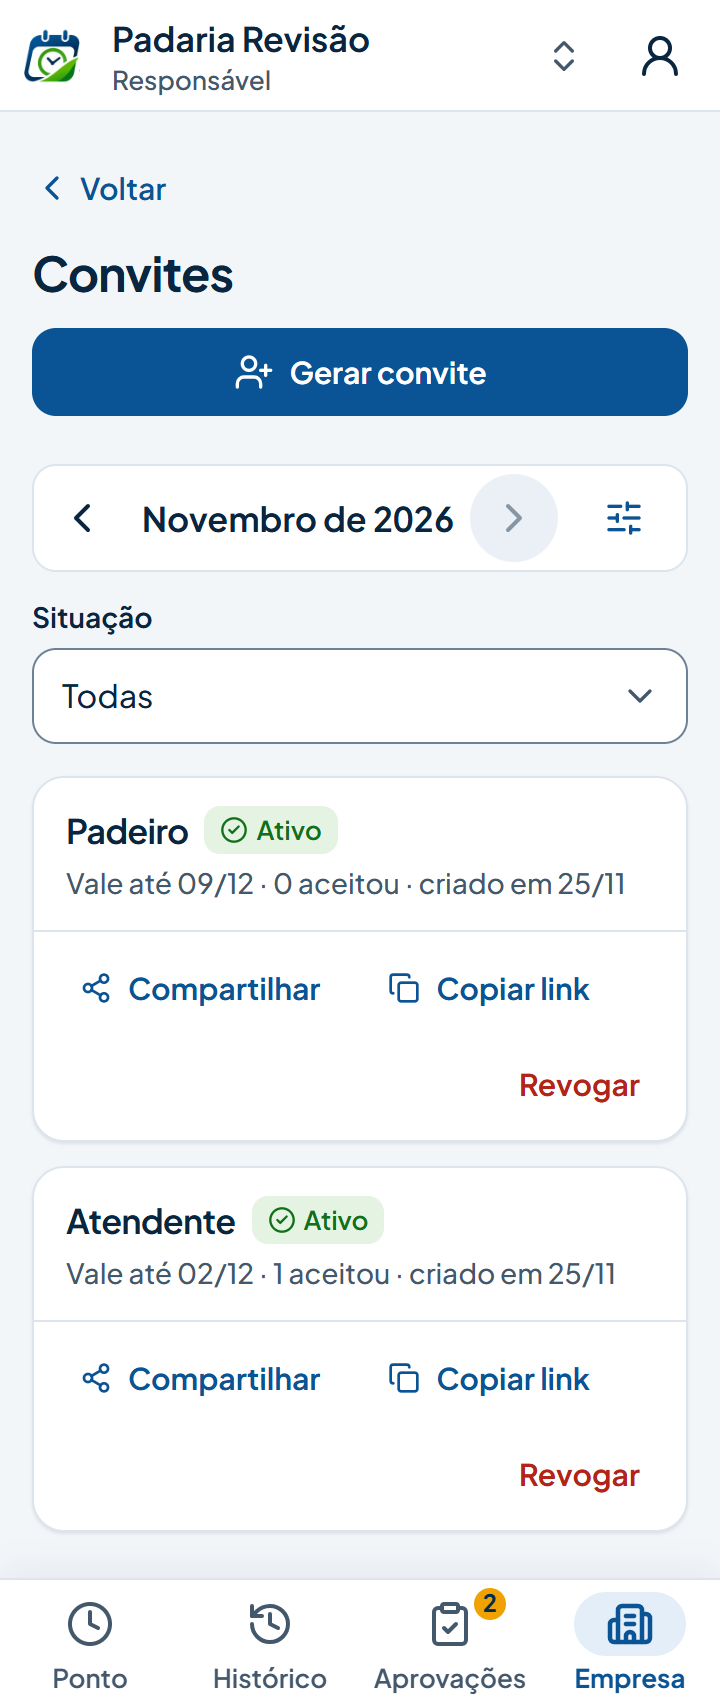 Padaria Revisão
Responsável
Voltar
Convites
Gerar convite
Novembro de 2026
Situação
Todas
Padeiro Ativo
Vale até 09/12 · 0 aceitou · criado em 25/11
Compartilhar Copiar link
Revogar
Atendente Ativo
Vale até 02/12 · 1 aceitou · criado em 25/11
Compartilhar Copiar link
Revogar
2
Ponto Histórico Aprovações Empresa